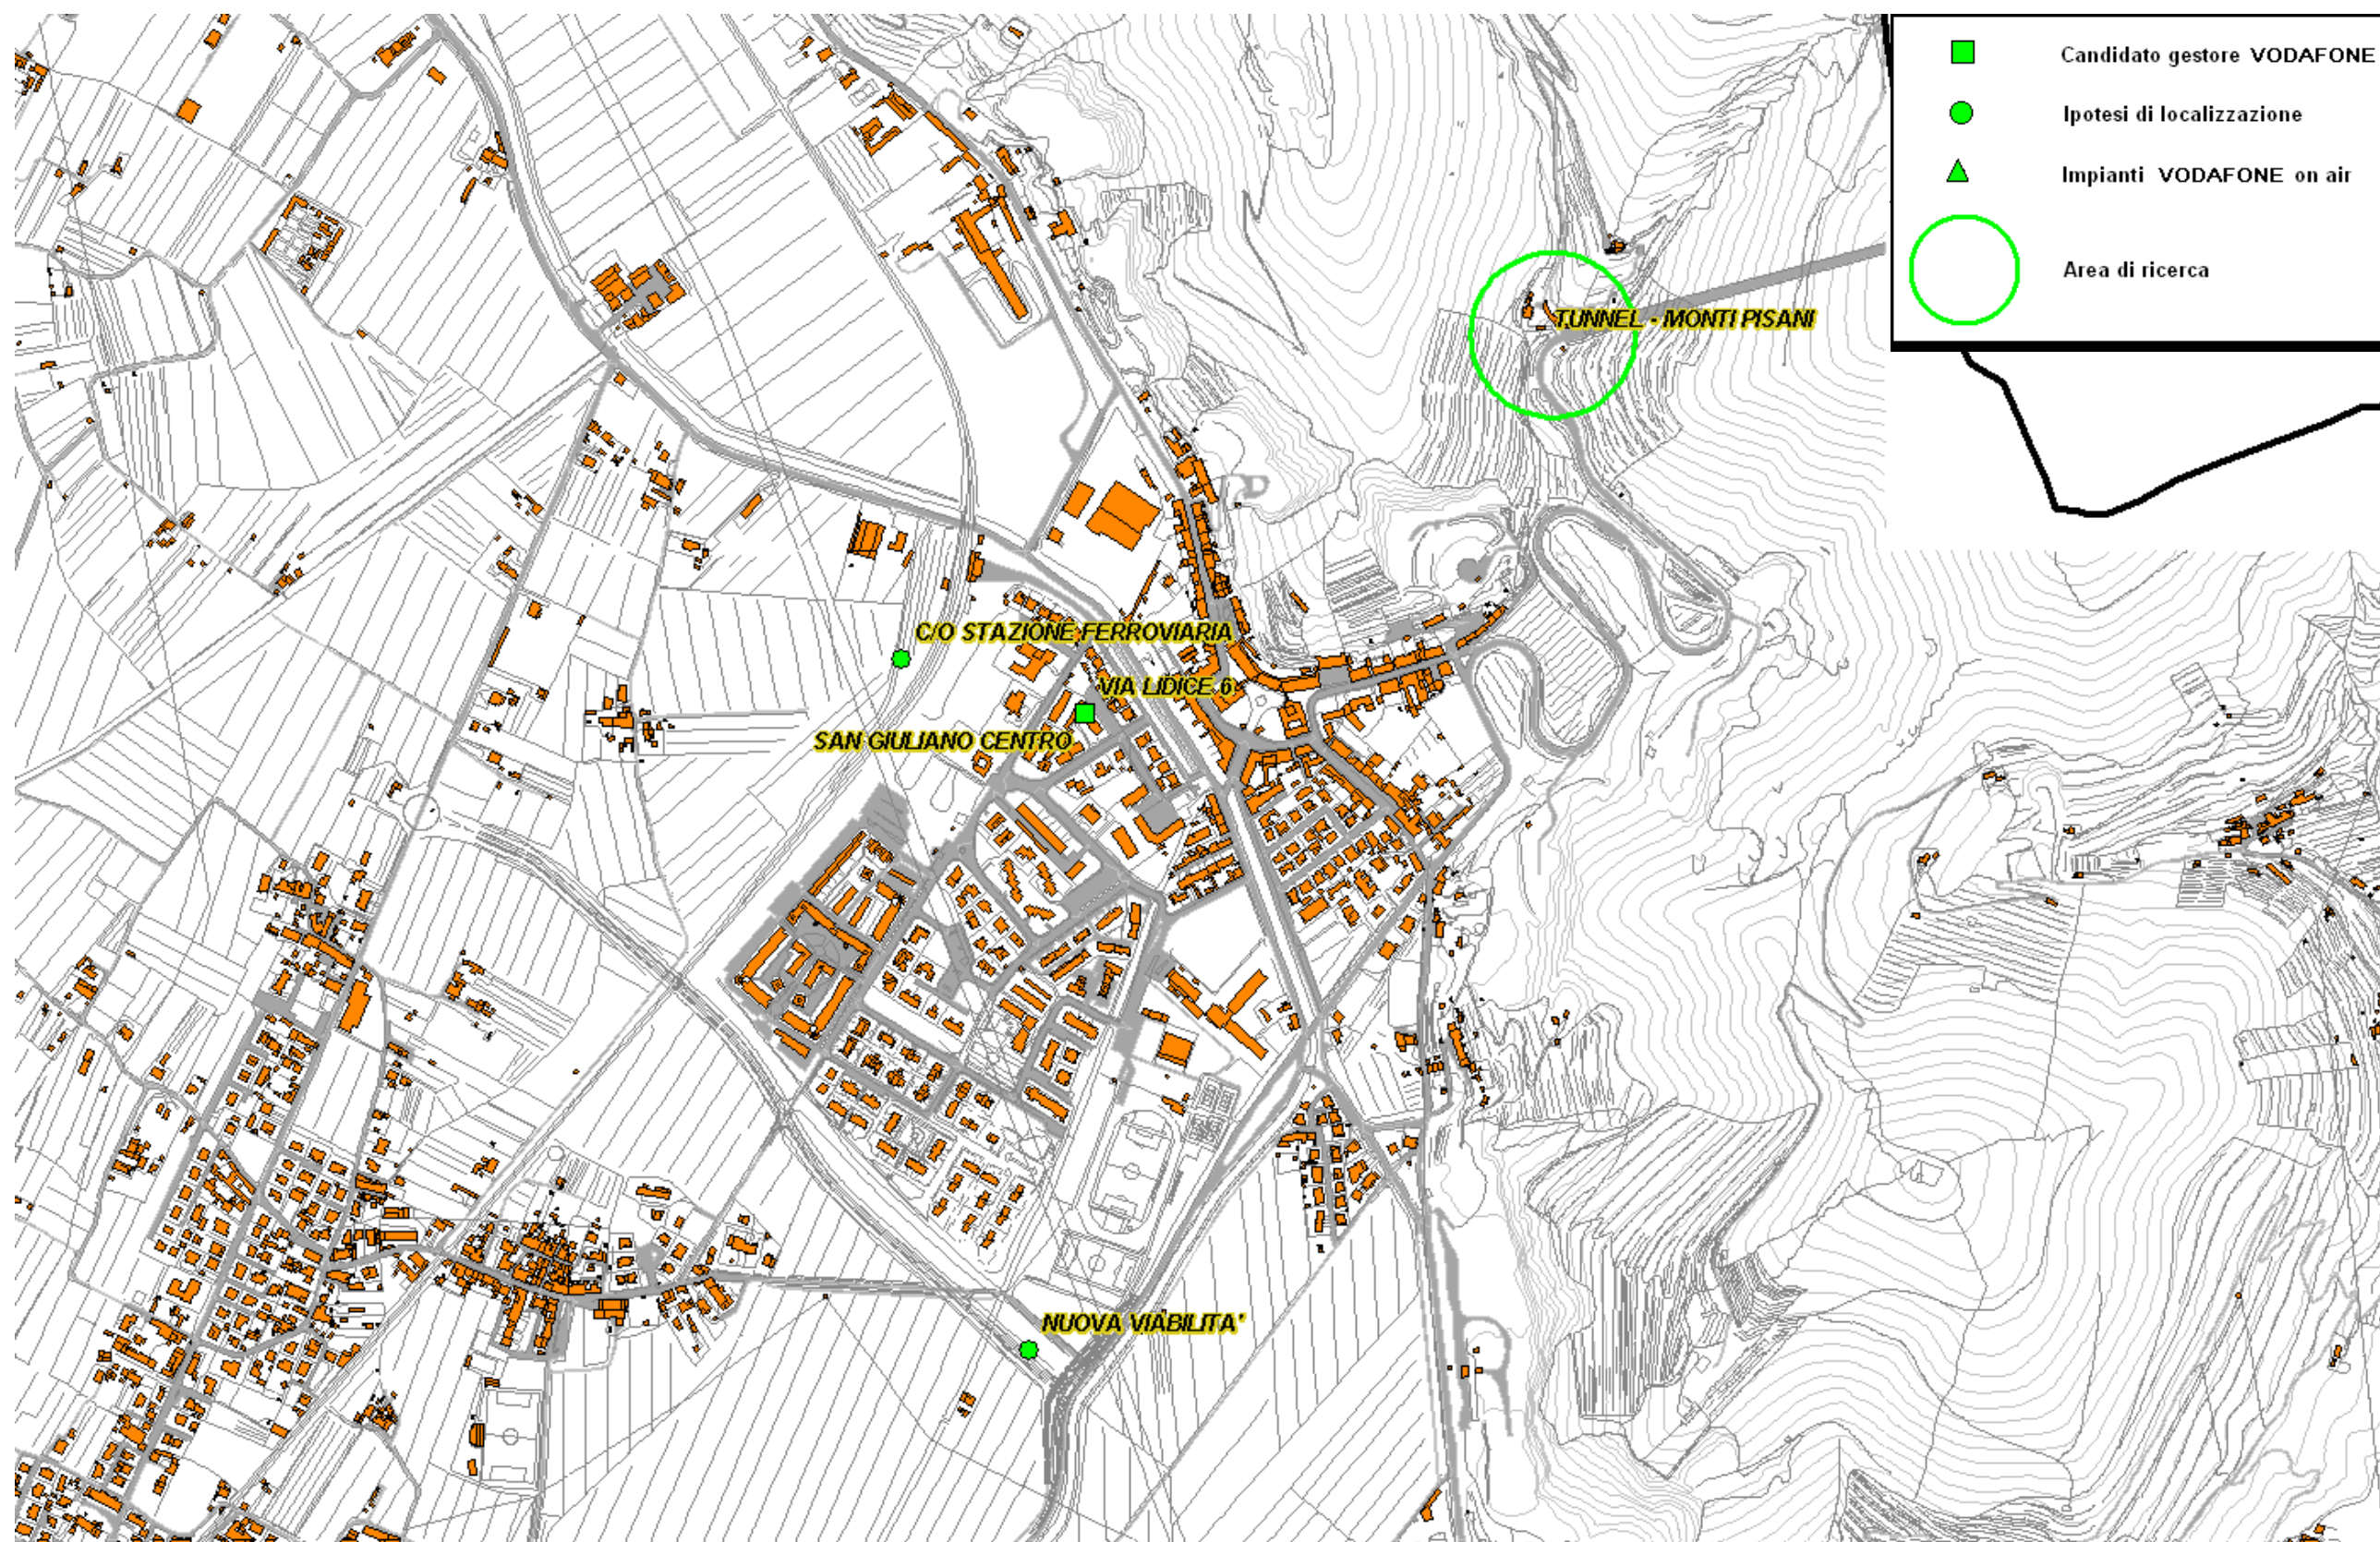 Candidato gestore VODAFONE
Ipotesi di localizzazione
Impianti VODAFONE on air
Area di ricerca
TUNNEL - MONTI PISANI
C/O STAZIONE FERROVIARIA
VIA LIDICE 6
SAN GIULIANO CENTRO
NUOVA VIABILITA'